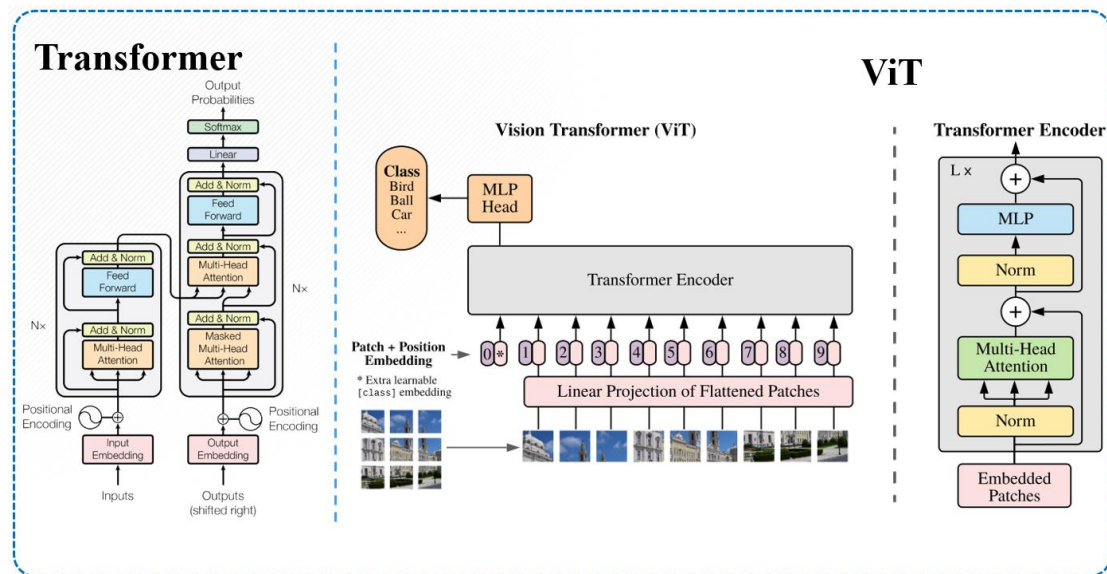 Transformer
Output
Probabilities
Softmax
Linear
Add & Norm
Feed
Forward
Add & Norm
Multi-Head
Attention
Add & Norm
Masked
Multi-Head
Attention
Nx
Positional
Encoding
Output
Embedding
Outputs
(shifted right)
Add & Norm
Feed
Forward
Add & Norm
Multi-Head
Attention
Nx
Positional
Encoding
Input
Embedding
Inputs
ViT
Vision Transformer (ViT)
Class
Bird
Ball
Car
...
MLP
Head
Transformer Encoder
Patch + Position
Embedding
0 * 1 2 3 4 5 6 7 8 9
* Extra learnable
[class] embedding
Linear Projection of Flattened Patches
Transformer Encoder
L x
+
MLP
Norm
+
Multi-Head
Attention
Norm
Embedded
Patches